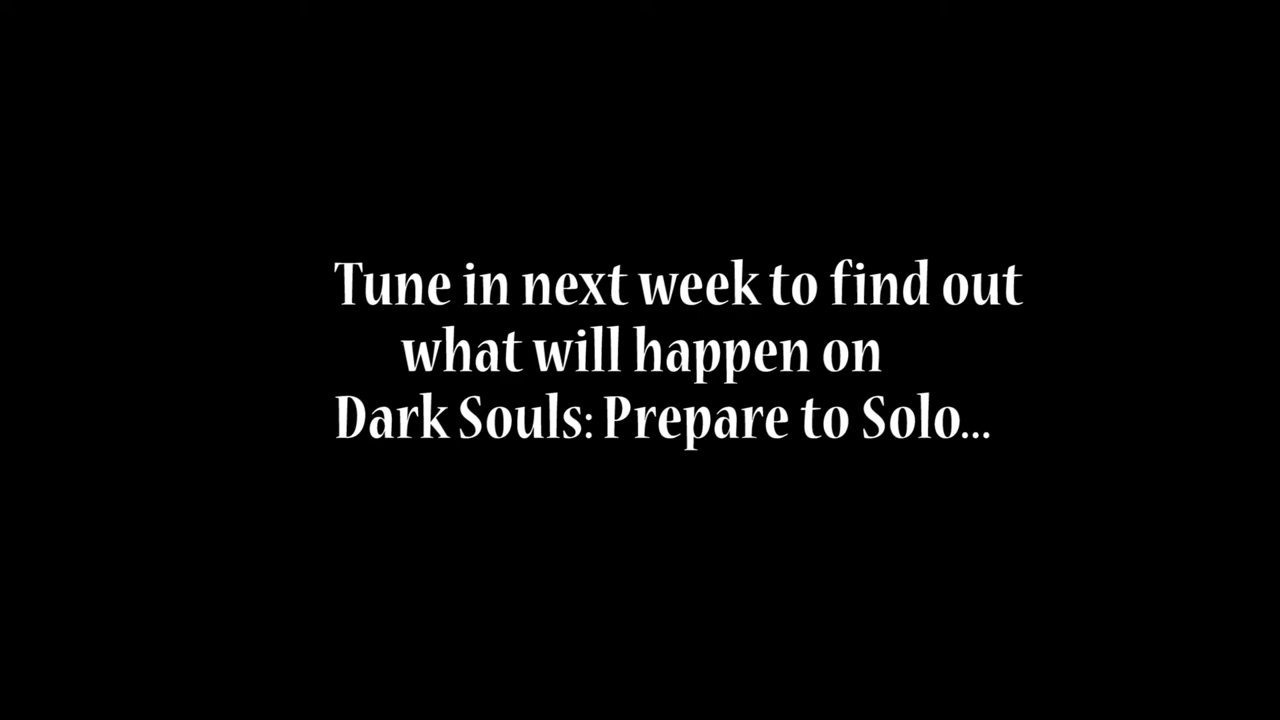 Tune in next week to find out
what will happen on
Dark Souls: Prepare to Solo...